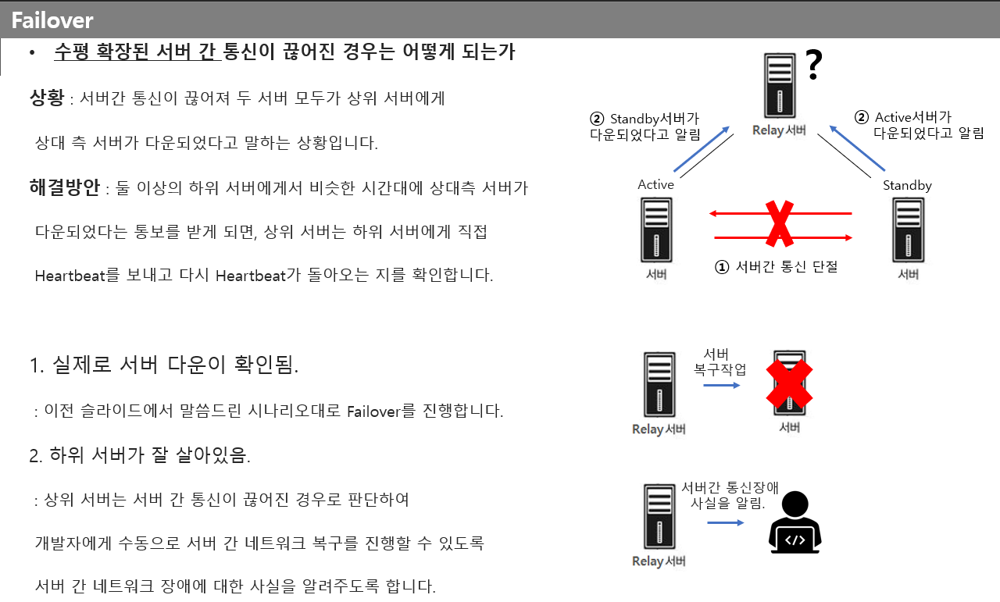 Failover
• 수평 확장된 서버 간 통신이 끊어진 경우는 어떻게 되는가
상황 : 서버간 통신이 끊어져 두 서버 모두가 상위 서버에게
상대 측 서버가 다운되었다고 말하는 상황입니다.
해결방안 : 둘 이상의 하위 서버에게서 비슷한 시간대에 상대측 서버가
다운되었다는 통보를 받게 되면, 상위 서버는 하위 서버에게 직접
Heartbeat를 보내고 다시 Heartbeat가 돌아오는 지를 확인합니다.
1. 실제로 서버 다운이 확인됨.
: 이전 슬라이드에서 말씀드린 시나리오대로 Failover를 진행합니다.
2. 하위 서버가 잘 살아있음.
: 상위 서버는 서버 간 통신이 끊어진 경우로 판단하여
개발자에게 수동으로 서버 간 네트워크 복구를 진행할 수 있도록
서버 간 네트워크 장애에 대한 사실을 알려주도록 합니다.
?
Relay 서버
② Standby서버가
다운되었다고 알림
② Active서버가
다운되었다고 알림
Active
Standby
서버
서버
① 서버간 통신 단절
서버
복구작업
Relay 서버
서버
서버간 통신장애
사실을 알림.
</>
Relay 서버